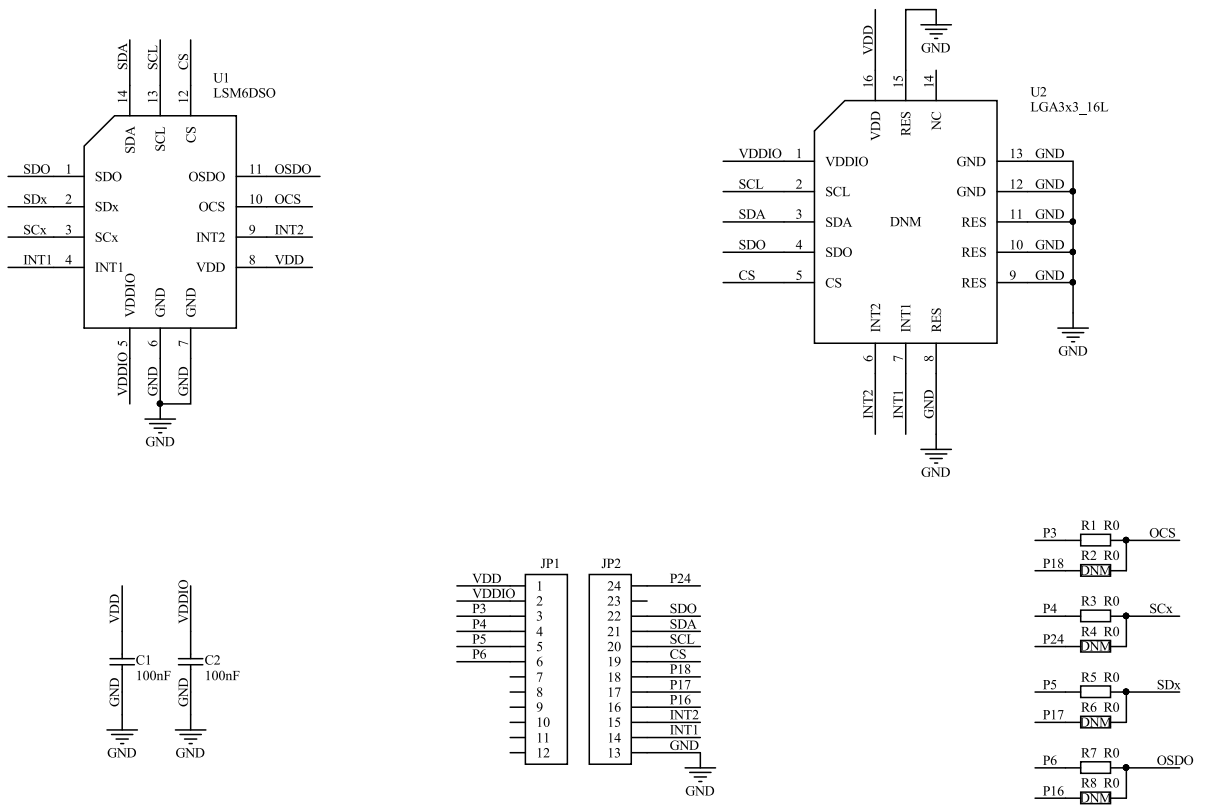 U1
LSM6DSO
SDA
SCL
CS
14
13
12
SDA
SCL
CS
SDO 1 SDO
SDx 2 SDx
SCx 3 SCx
INT1 4 INT1
OSDO 11 OSDO
OCS 10 OCS
INT2 9 INT2
VDD 8 VDD
VDDIO
GND
GND
5
6
7
VDDIO
GND
GND
GND
U2
LGA3x3_16L
VDD
GND
16
15
14
VDD
RES
NC
VDDIO 1 VDDIO
SCL 2 SCL
SDA 3 SDA
SDO 4 SDO
CS 5 CS
DNM
GND 13 GND
GND 12 GND
RES 11 GND
RES 10 GND
RES 9 GND
GND
INT2
INT1
RES
6
7
8
INT2
INT1
GND
GND
VDD
C1
100nF
GND
GND
VDDIO
C2
100nF
GND
GND
JP1
VDD 1
VDDIO 2
P3 3
P4 4
P5 5
P6 6
7
8
9
10
11
12
JP2
24 P24
23
22 SDO
21 SDA
20 SCL
19 CS
18 P18
17 P17
16 P16
15 INT2
14 INT1
13 GND
GND
P3 R1 R0 OCS
P18 R2 R0
DNM
P4 R3 R0 SCx
P24 R4 R0
DNM
P5 R5 R0 SDx
P17 R6 R0
DNM
P6 R7 R0 OSDO
P16 R8 R0
DNM